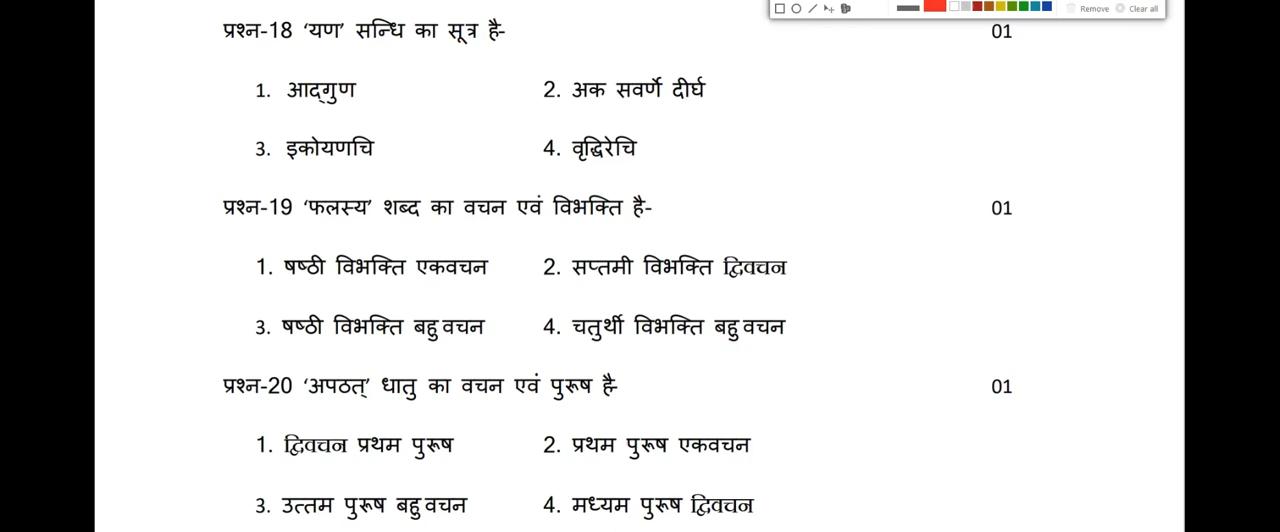 Remove Clear all
प्रश्न-18 ‘यण’ सन्धि का सूत्र है- 01
1. आद्गुण 2. अक सवर्णे दीर्घ
3. इकोयणचि 4. वृद्धिरेचि
प्रश्न-19 ‘फलस्य’ शब्द का वचन एवं विभक्ति है- 01
1. षष्ठी विभक्ति एकवचन 2. सप्तमी विभक्ति द्विवचन
3. षष्ठी विभक्ति बहुवचन 4. चतुर्थी विभक्ति बहुवचन
प्रश्न-20 ‘अपठत्’ धातु का वचन एवं पुरूष है- 01
1. द्विवचन प्रथम पुरूष 2. प्रथम पुरूष एकवचन
3. उत्तम पुरूष बहुवचन 4. मध्यम पुरूष द्विवचन